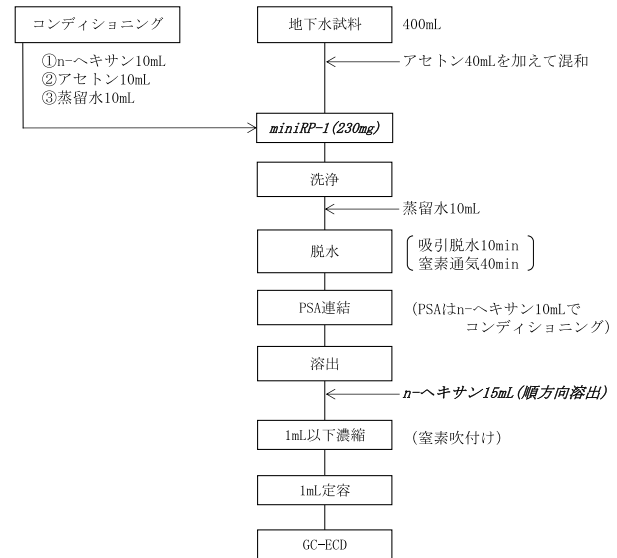 コンディショニング
①n-ヘキサン10mL
②アセトン10mL
③蒸留水10mL
地下水試料
400mL
アセトン40mLを加えて混和
miniRP-1(230mg)
洗浄
蒸留水10mL
脱水
吸引脱水10min
窒素通気40min
PSA連結
(PSAはn-ヘキサン10mLで
コンディショニング)
溶出
n-ヘキサン15mL(順方向溶出)
1mL以下濃縮
(窒素吹付け)
1mL定容
GC-ECD